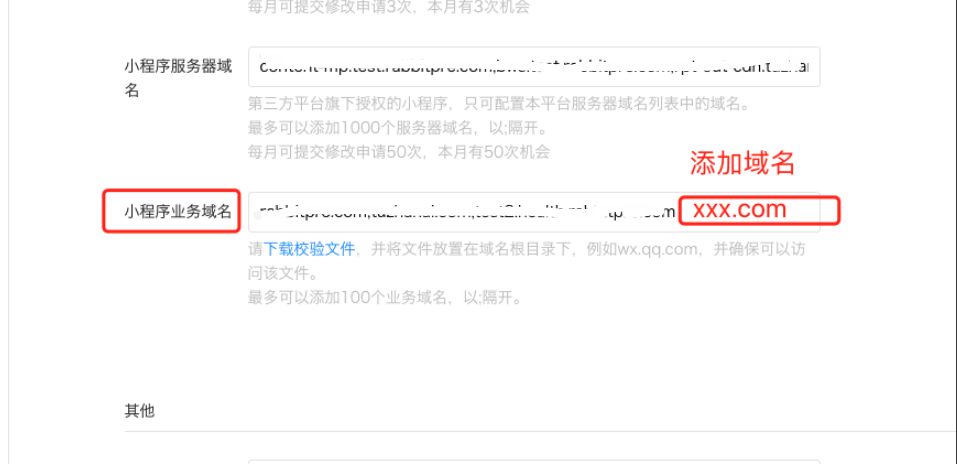 每月可提交修改申请3次，本月有3次机会
小程序服务器域
名
第三方平台旗下授权的小程序，只可配置本平台服务器域名列表中的域名。
最多可以添加1000个服务器域名，以;隔开。
每月可提交修改申请50次，本月有50次机会
添加域名
小程序业务域名
xxx.com
请下载校验文件，并将文件放置在域名根目录下，例如wx.qq.com，并确保可以访
问该文件。
最多可以添加100个业务域名，以;隔开。
其他